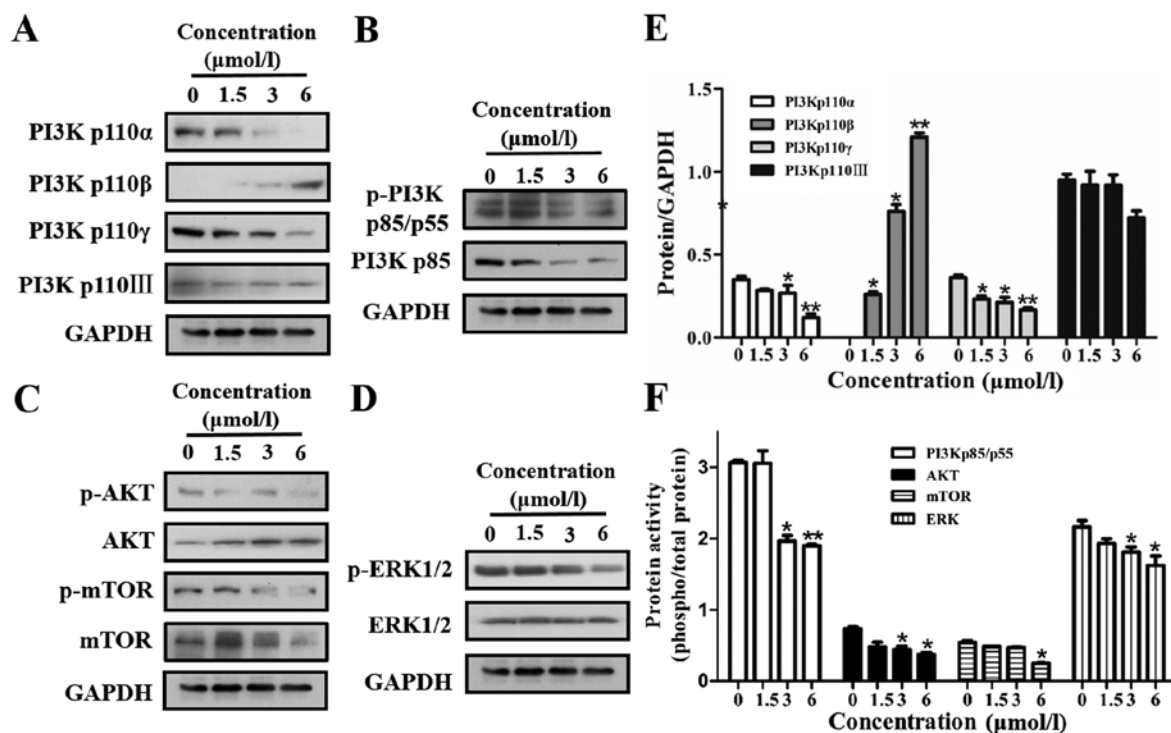 A
Concentration
(μmol/l)
0 1.5 3 6
PI3K p110α
PI3K p110β
PI3K p110γ
PI3K p110III
GAPDH
B
Concentration
(μmol/l)
0 1.5 3 6
p-PI3K
p85/p55
PI3K p85
GAPDH
C
Concentration
(μmol/l)
0 1.5 3 6
p-AKT
AKT
p-mTOR
mTOR
GAPDH
D
Concentration
(μmol/l)
0 1.5 3 6
p-ERK1/2
ERK1/2
GAPDH
E
Protein/GAPDH
1.5
1.0
0.5
0.0
*
PI3Kp110α
PI3Kp110β
PI3Kp110γ
PI3Kp110III
* ** * * ** * * **
0 1.5 3 6 0 1.5 3 6 0 1.5 3 6 0 1.5 3 6
Concentration (μmol/l)
F
Protein activity
(phospho/total protein)
3
2
1
0
PI3Kp85/p55
AKT
mTOR
ERK
* ** * * * * *
0 1.5 3 6 0 1.5 3 6 0 1.5 3 6 0 1.5 3 6
Concentration (μmol/l)